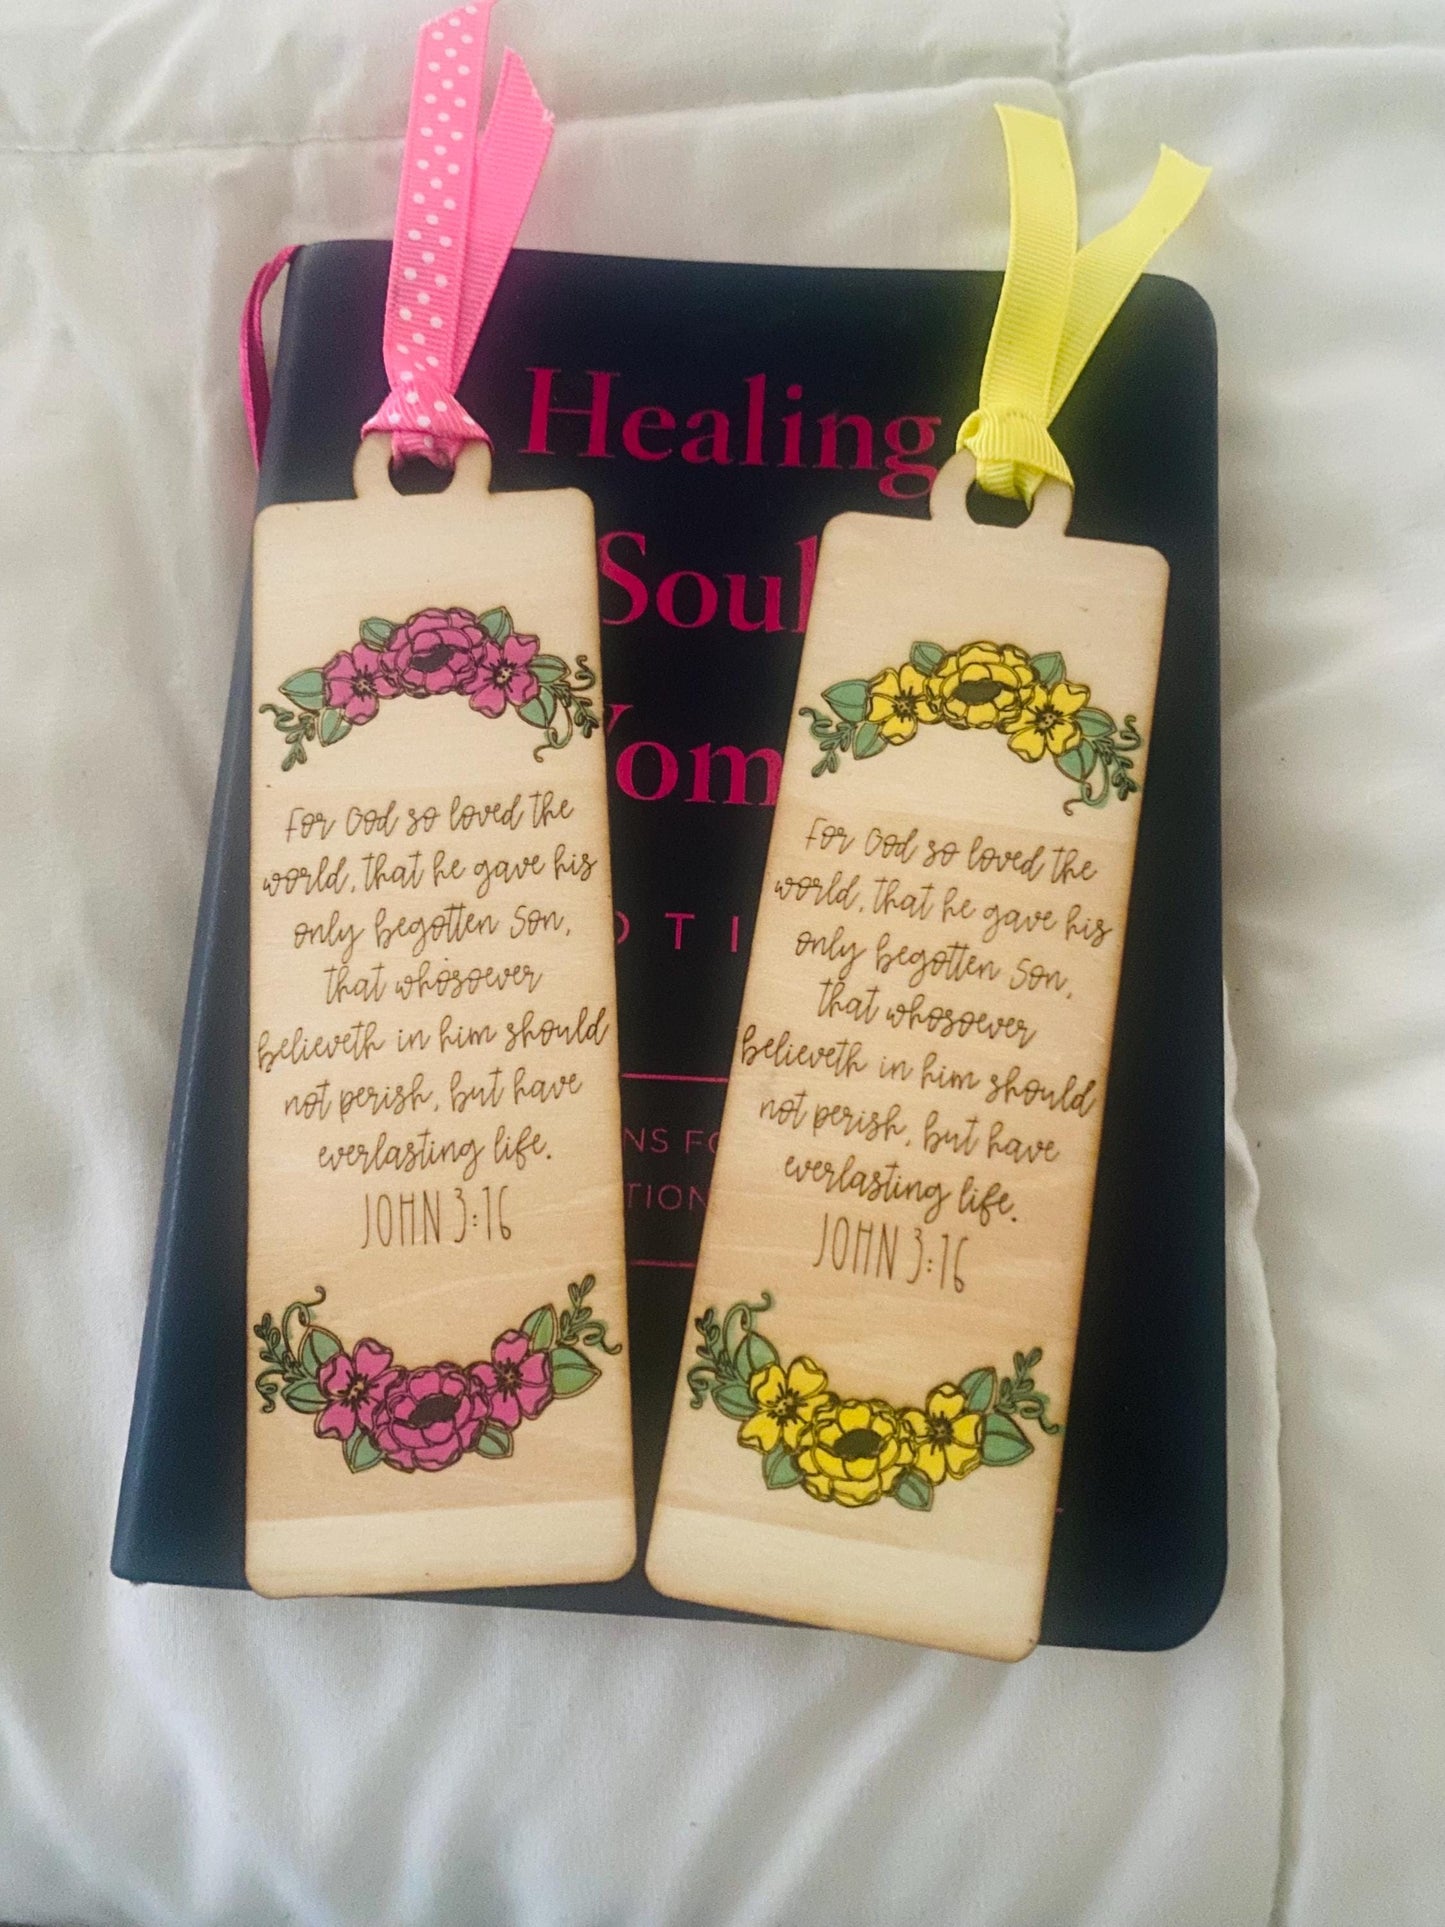 Healing
Soul
For God so loved the
world, that he gave his
only begotten Son,
that whosoever
believeth in him should
not perish, but have
everlasting life.
JOHN 3:16
For God so loved the
world, that he gave his
only begotten Son,
that whosoever
believeth in him should
not perish, but have
everlasting life.
JOHN 3:16